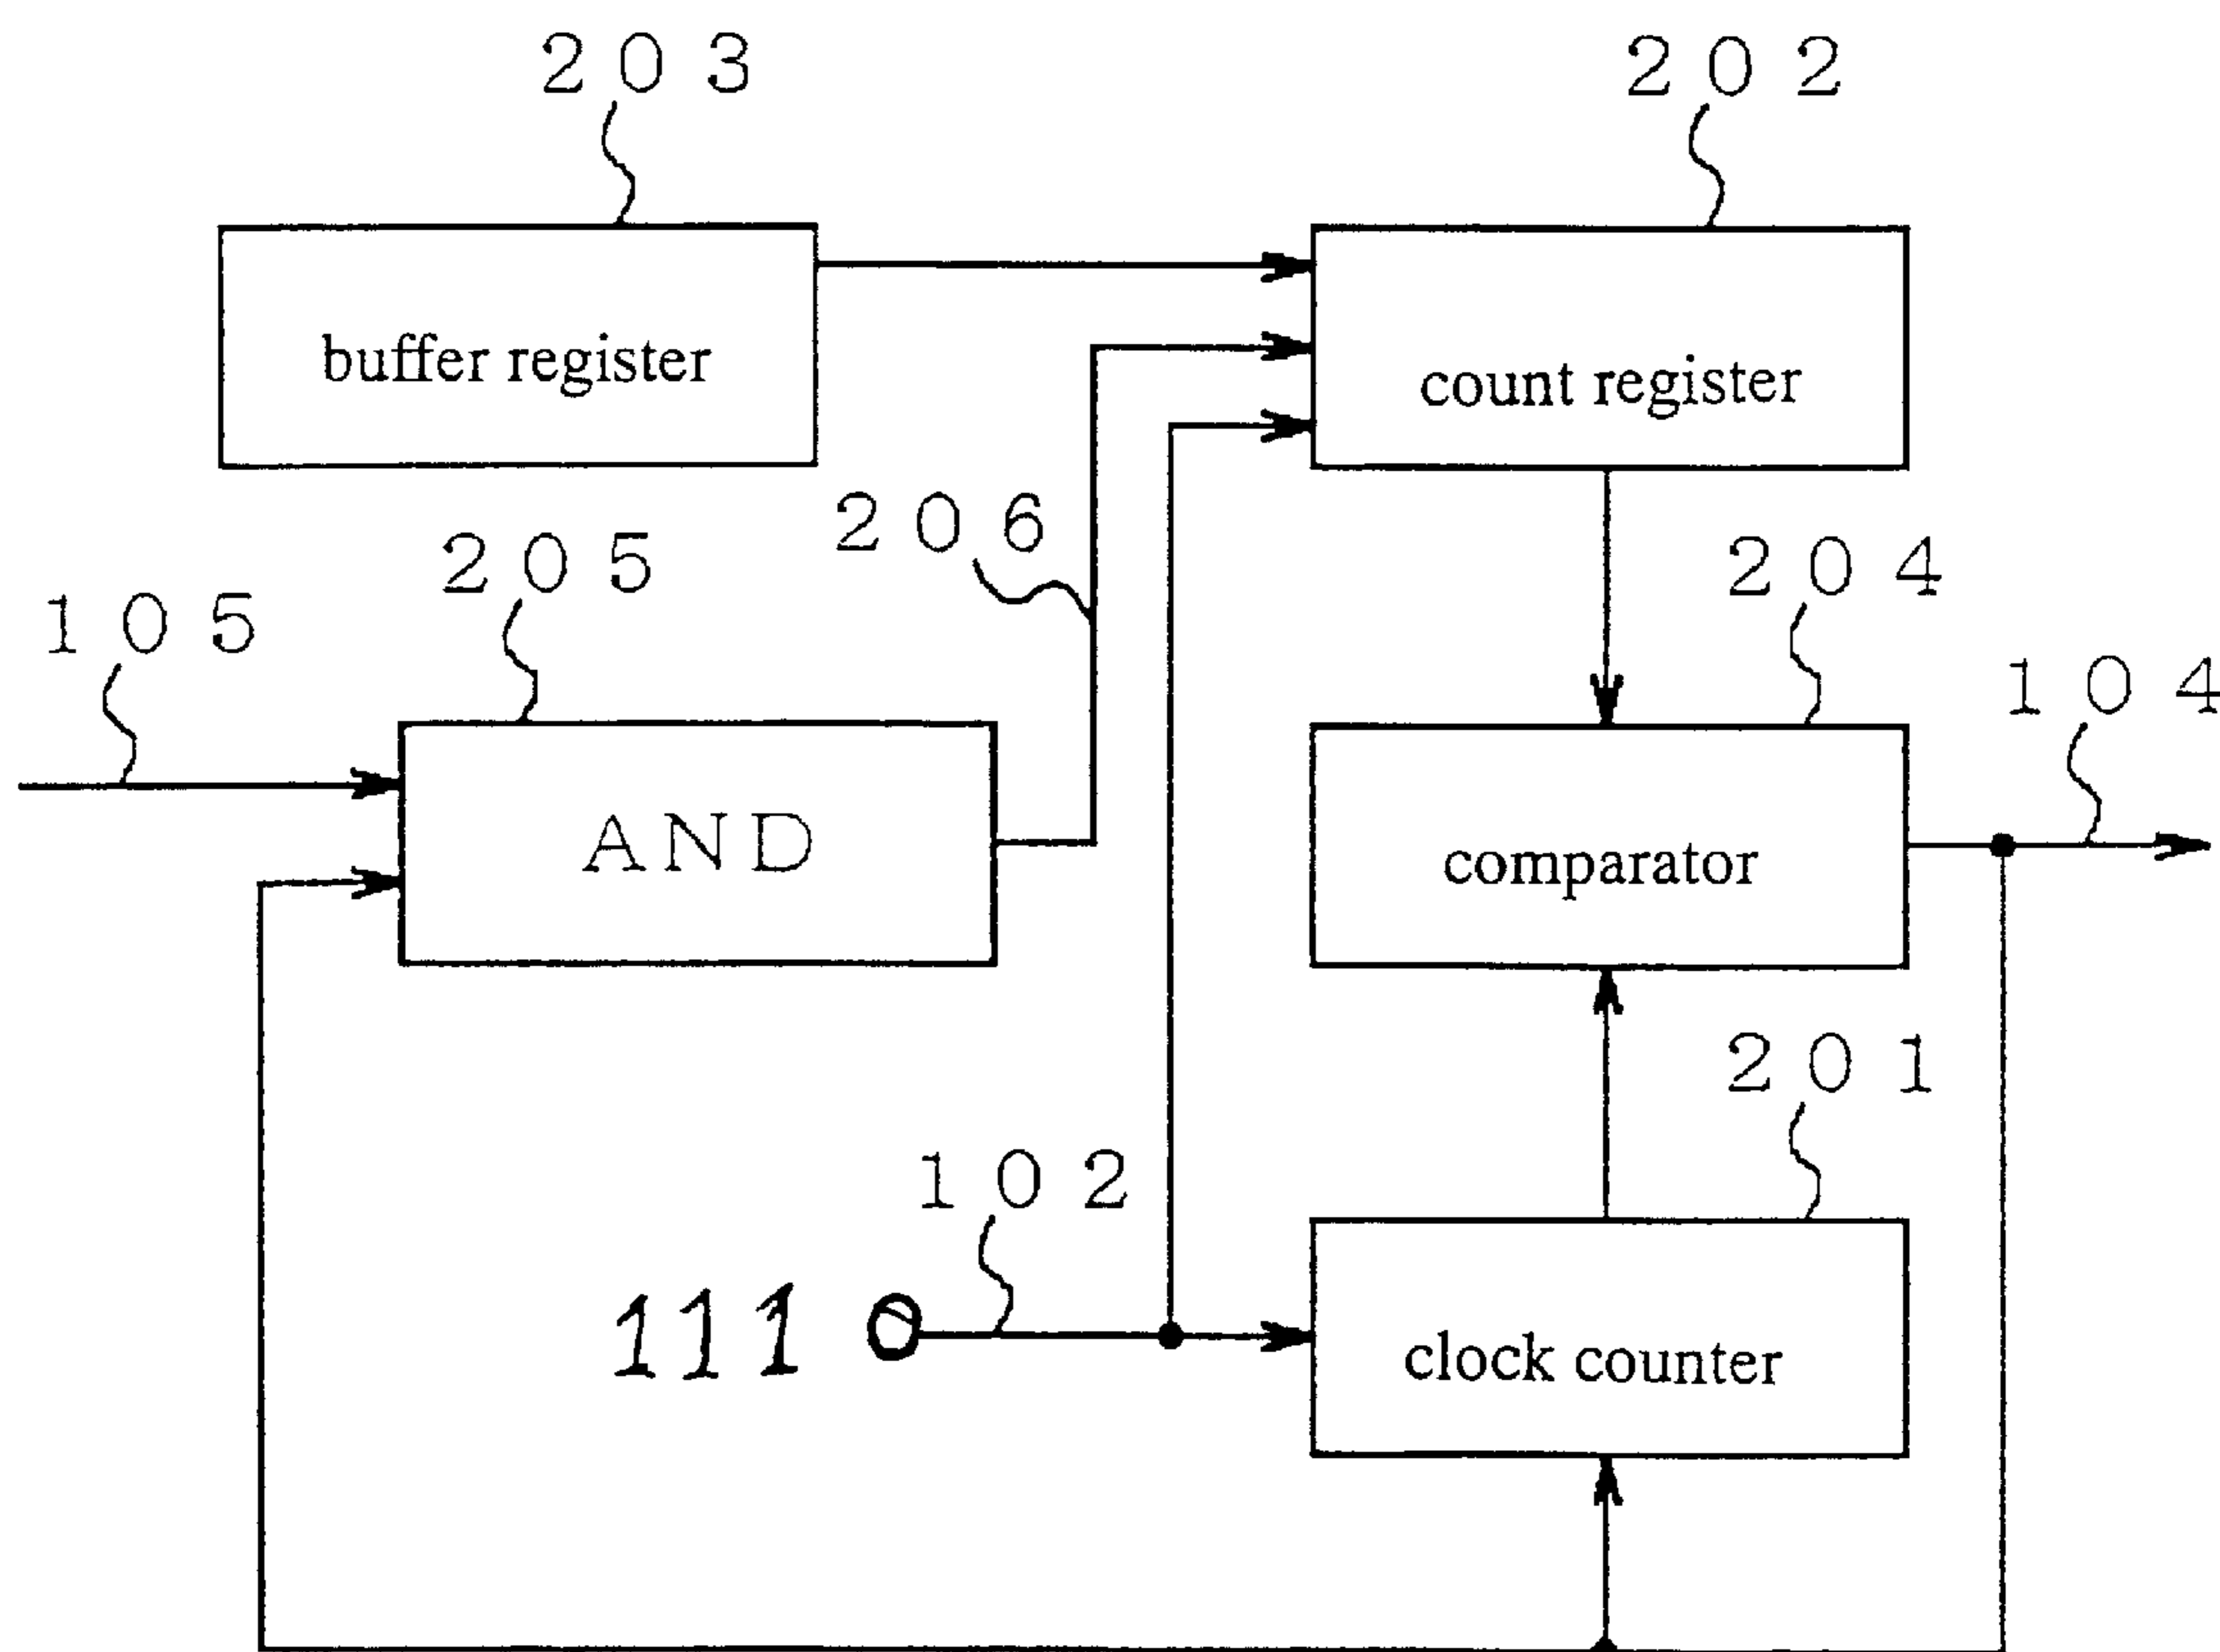 203
202
buffer register
count register
206
205
204
105
104
AND
comparator
201
102
111
clock counter